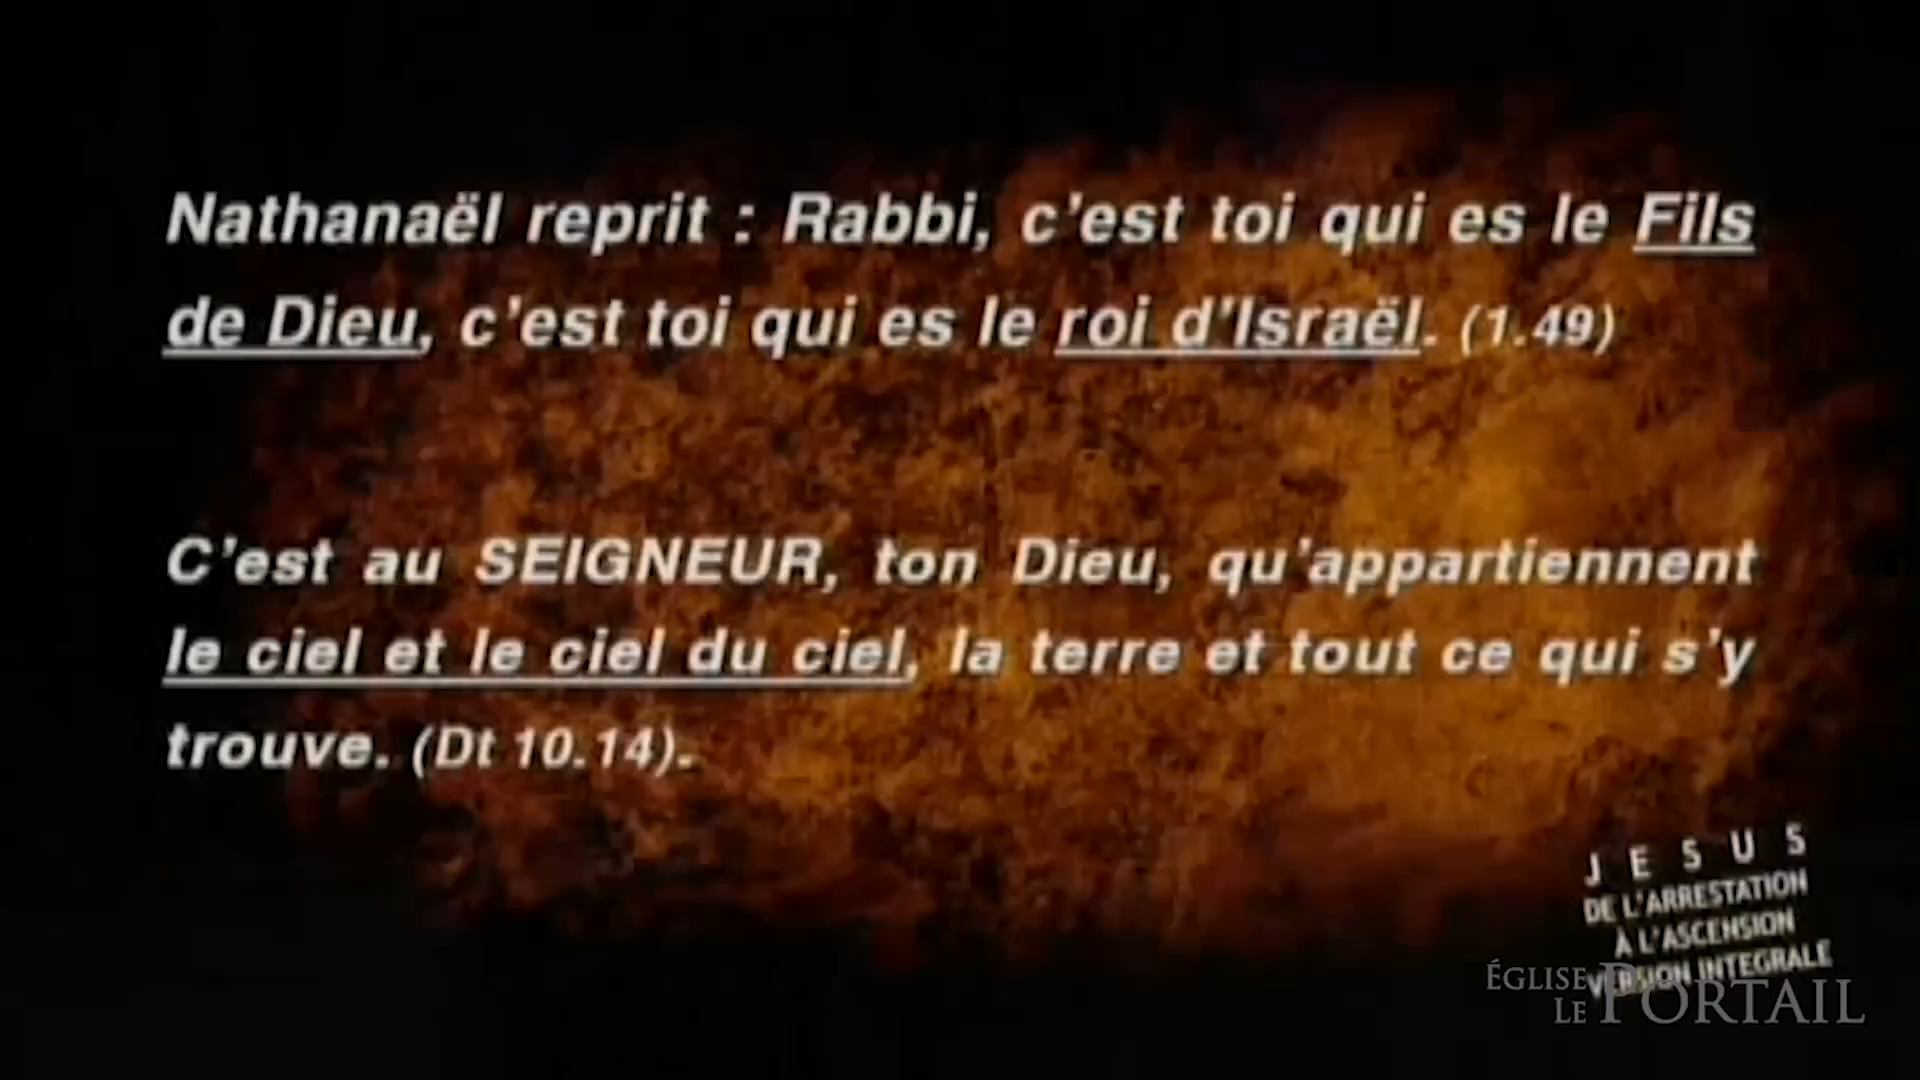 Nathanaël reprit : Rabbi, c'est toi qui es le Fils
de Dieu, c'est toi qui es le roi d'Israël. (1.49)
C'est au SEIGNEUR, ton Dieu, qu'appartiennent
le ciel et le ciel du ciel, la terre et tout ce qui s'y
trouve. (Dt 10.14).
JESUS
DE L'ARRESTATION
À L'ASCENSION
VERSION INTEGRALE
ÉGLISE
LE PORTAIL